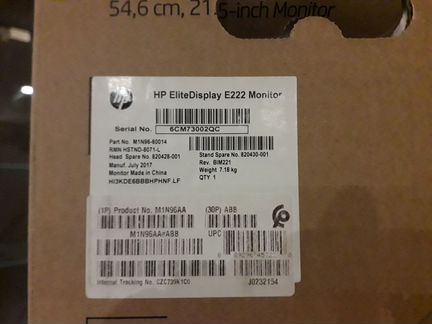 54,6 cm, 21.5-inch Monitor
hp
HP EliteDisplay E222 Monitor
Serial No. 6CM73002QC
Part No. M1N96-60014
RMN HSTND-8071-L
Head Spare No. 820428-001
Stand Spare No. 820430-001
Manuf. July 2017
Rev. BIM221
Monitor Made in China
Weight: 7.18 kg
HI3KDE6BBBHPHNF.LF
QTY 1
(1P) Product No. M1N96AA
(30P) ABB
M1N96AA#ABB
UPC
Internal Tracking No. CZC739K1C0
J0232154